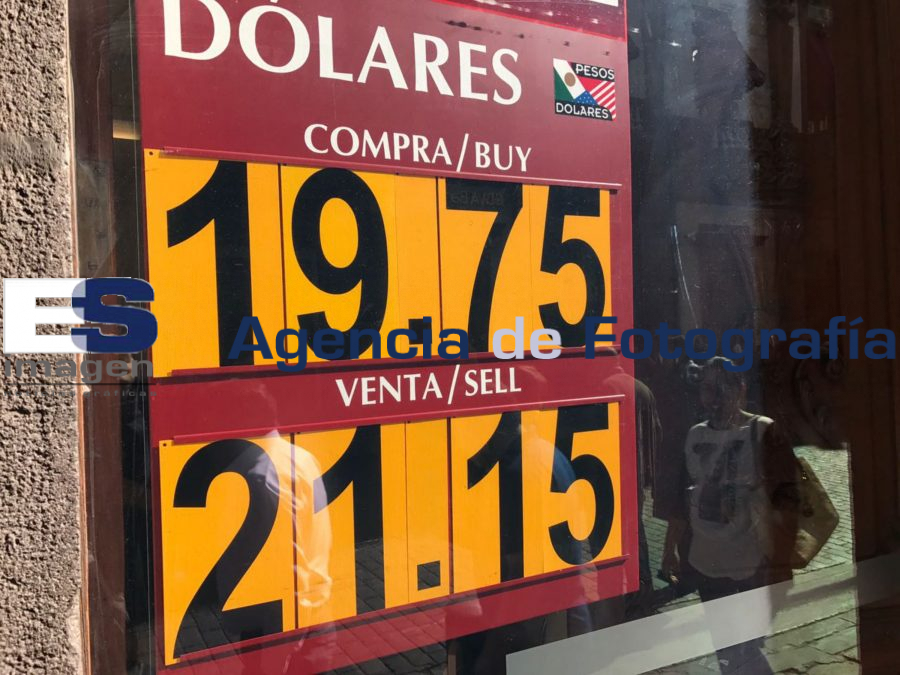 DÓLARES
PESOS
DOLARES
COMPRA/BUY
19.75
ES
imagen
Agencia de Fotografía
VENTA/SELL
21.15